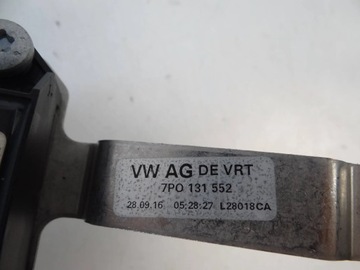 VW AG DE VRT
7P0 131 552
28.09.16 05:28:27 L28018CA